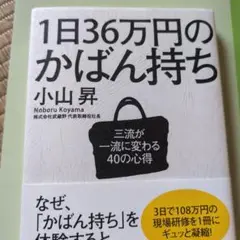 1日36万円の
かばん持ち
小山 昇
Noboru Koyama
株式会社武蔵野 代表取締役社長
三流が
一流に変わる
40の心得
なぜ、
「かばん持ち」を
体験すると
3日で108万円の
現場研修を1冊に
ギュッと凝縮!